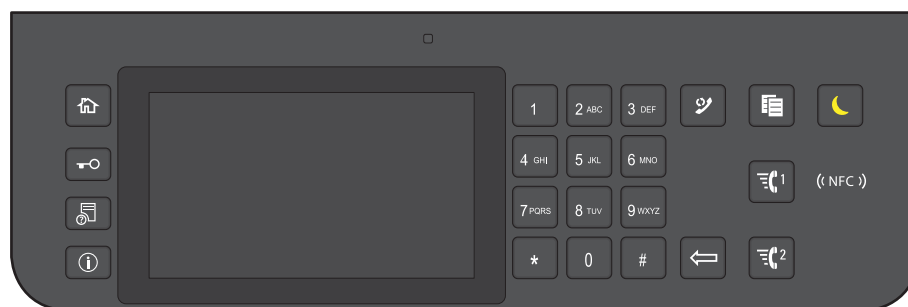 1 2 ABC 3 DEF
4 GHI 5 JKL 6 MNO 1 ((NFC))
7 PQRS 8 TUV 9 WXYZ
* 0 # 2